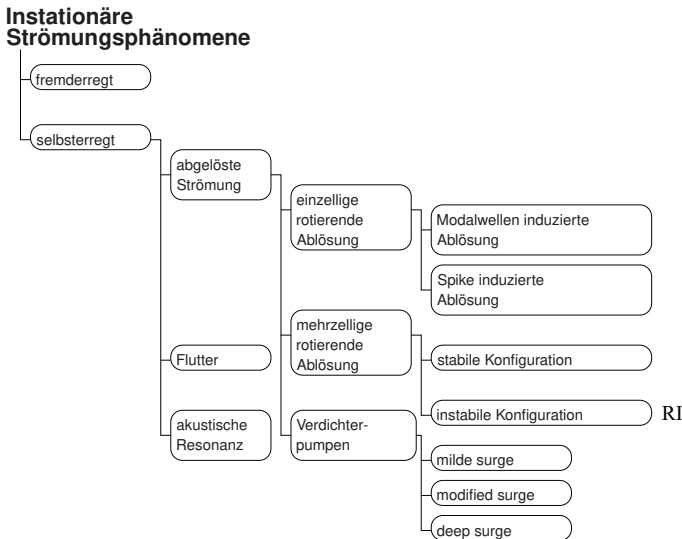 Instationäre
Strömungsphänomene
fremderregt
selbsterregt
abgelöste
Strömung
einzellige
rotierende
Ablösung
Modalwellen induzierte
Ablösung
Spike induzierte
Ablösung
mehrzellige
rotierende
Ablösung
Flutter
stabile Konfiguration
instabile Konfiguration RI
akustische
Resonanz
Verdichter-
pumpen
milde surge
modified surge
deep surge